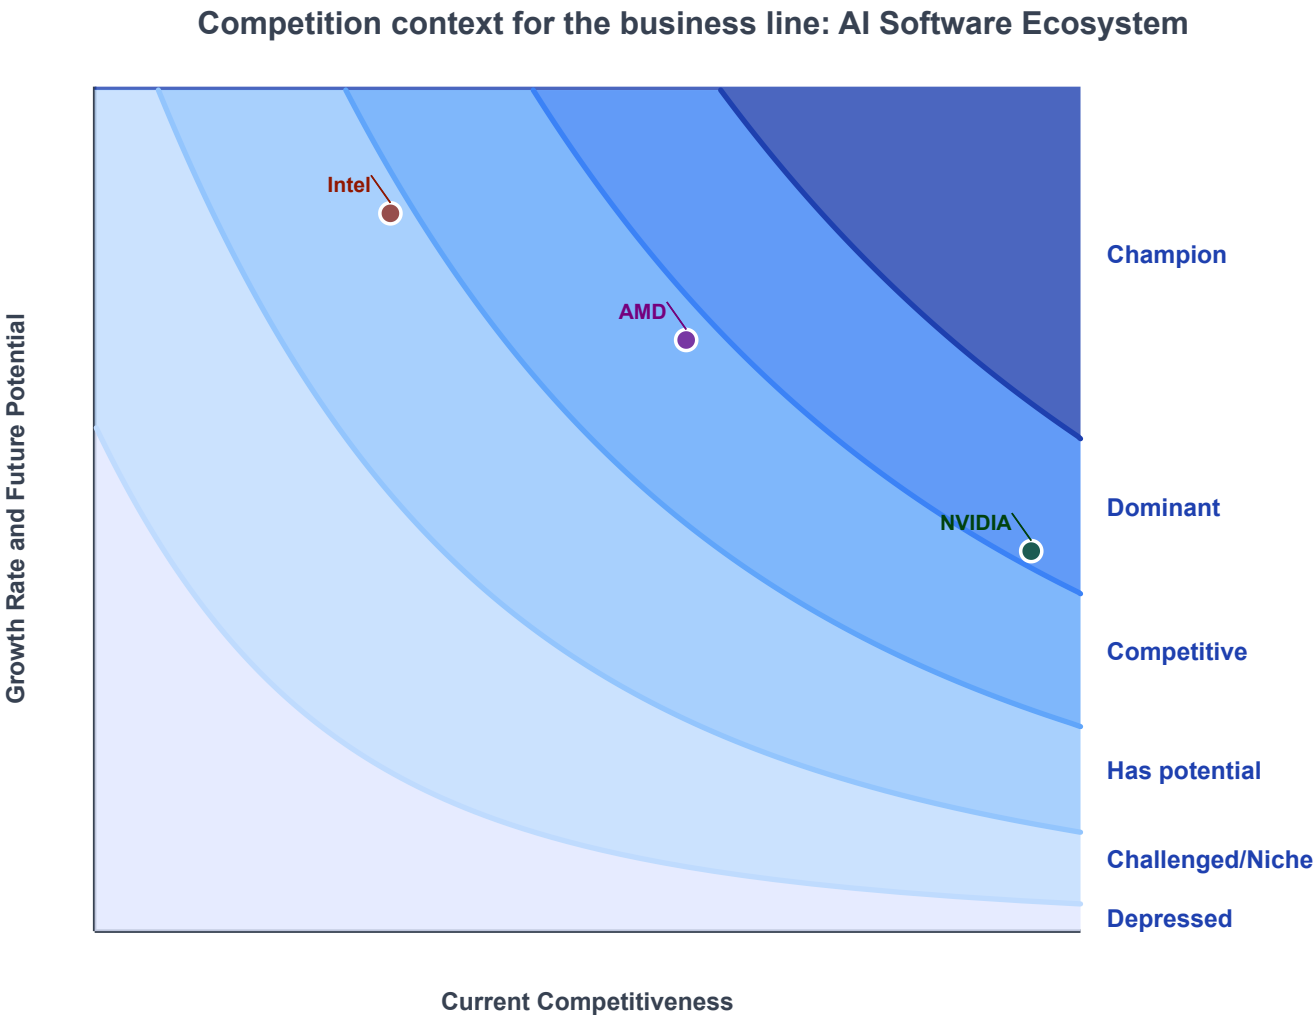 Competition context for the business line: AI Software Ecosystem
Intel
Champion
AMD
Growth Rate and Future Potential
Dominant
NVIDIA
Competitive
Has potential
Challenged/Niche
Depressed
Current Competitiveness